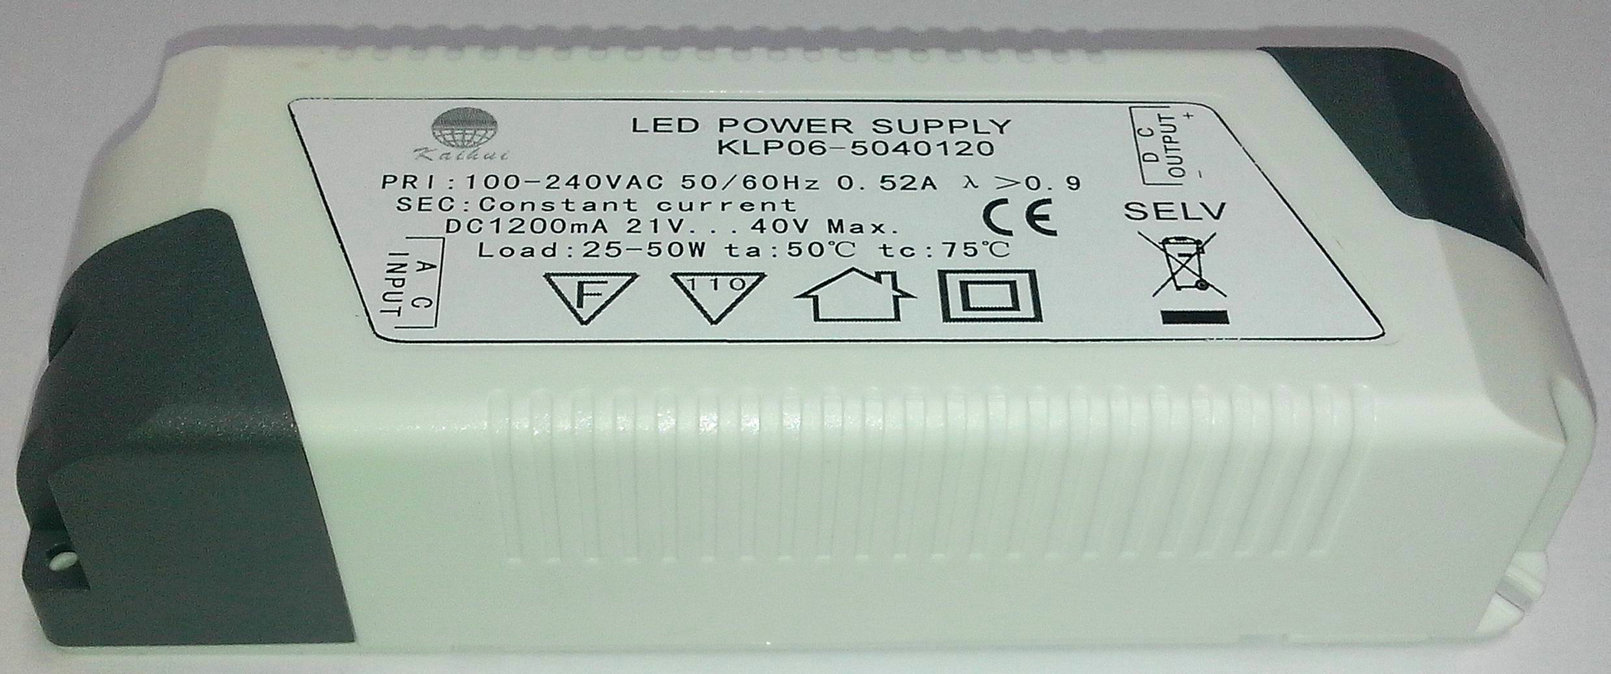 Kaihui
LED POWER SUPPLY
KLP06-5040120
PRI:100-240VAC 50/60Hz 0.52A λ>0.9
SEC:Constant current
DC1200mA 21V...40V Max.
Load:25-50W ta:50℃ tc:75℃
AC
INPUT
F
110
CE
DC
OUTPUT
+
-
SELV